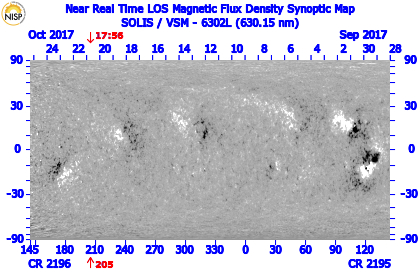 NISP
Near Real Time LOS Magnetic Flux Density Synoptic Map
SOLIS / VSM - 6302L (630.15 nm)
Oct 2017 ↓17:56 Sep 2017
24 22 20 18 16 14 12 10 8 6 4 2 30 28
90
30
0
-30
-90
145 180 210 240 270 300 330 0 30 60 90 120
CR 2196 ↑205 CR 2195